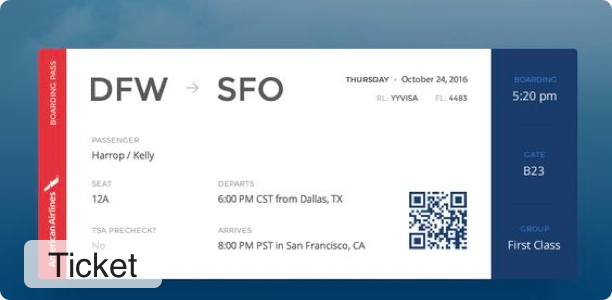 BOARDING PASS
American Airlines
DFW → SFO
THURSDAY • October 24, 2016
RL: YYVISA FL: 4483
PASSENGER
Harrop / Kelly
SEAT
12A
DEPARTS
6:00 PM CST from Dallas, TX
TSA PRECHECK?
No
ARRIVES
8:00 PM PST in San Francisco, CA
BOARDING
5:20 pm
GATE
B23
GROUP
First Class
Ticket